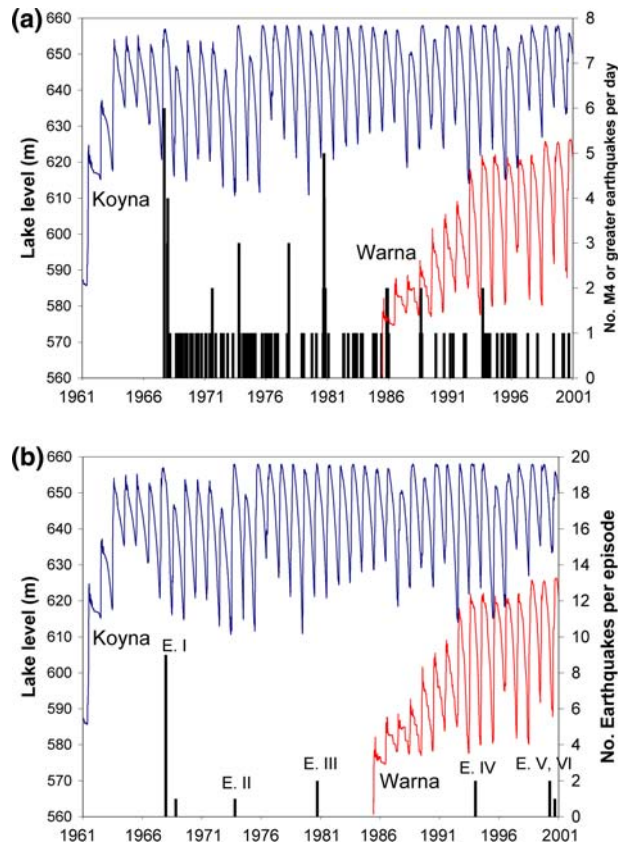 (a)
660
650
640
630
620
610
600
590
580
570
560
Lake level (m)
Koyna
Warna
8
7
6
5
4
3
2
1
0
No. M4 or greater earthquakes per day
1961 1966 1971 1976 1981 1986 1991 1996 2001
(b)
660
650
640
630
620
610
600
590
580
570
560
Lake level (m)
Koyna
E. I
E. II
E. III
Warna
E. IV
E. V, VI
20
18
16
14
12
10
8
6
4
2
0
No. Earthquakes per episode
1961 1966 1971 1976 1981 1986 1991 1996 2001